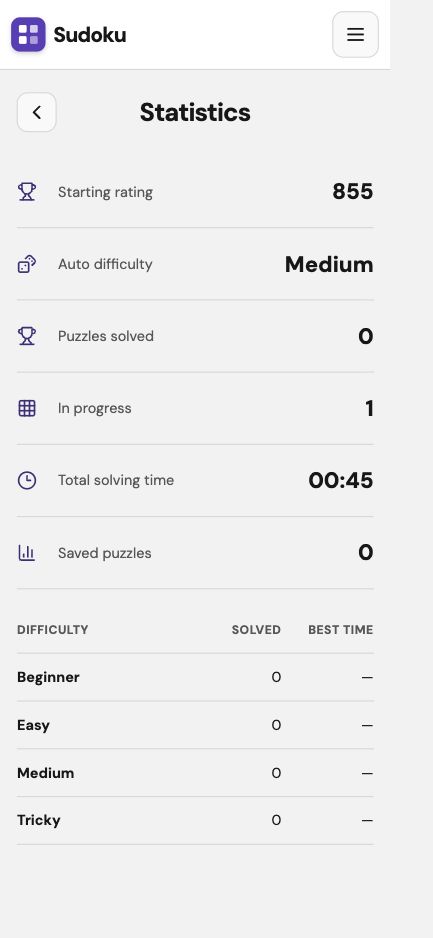 Sudoku
Statistics
Starting rating 855
Auto difficulty Medium
Puzzles solved 0
In progress 1
Total solving time 00:45
Saved puzzles 0
DIFFICULTY SOLVED BEST TIME
Beginner 0 —
Easy 0 —
Medium 0 —
Tricky 0 —